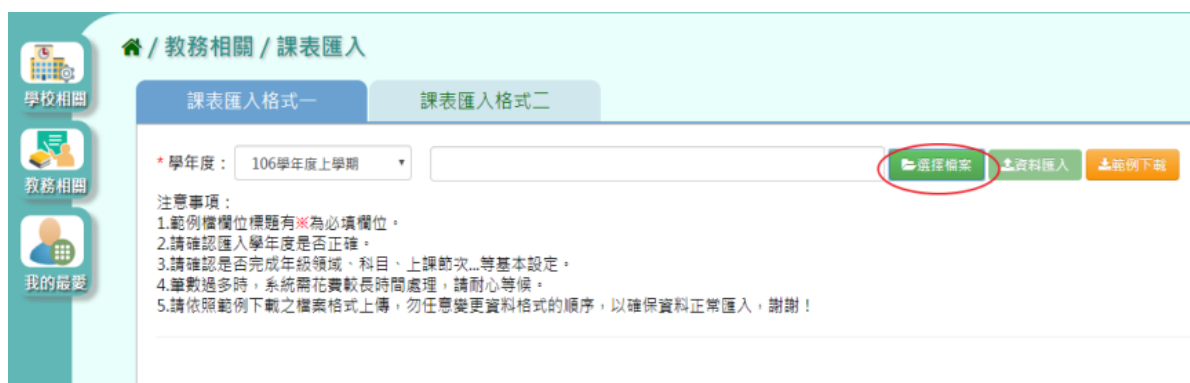 / 教務相關 / 課表匯入
學校相關
教務相關
我的最愛
課表匯入格式一 課表匯入格式二
* 學年度： 106學年度上學期 選擇檔案 資料匯入 範例下載
注意事項：
1.範例檔欄位標題有※為必填欄位。
2.請確認匯入學年度是否正確。
3.請確認是否完成年級領域、科目、上課節次...等基本設定。
4.筆數過多時，系統需花費較長時間處理，請耐心等候。
5.請依照範例下載之檔案格式上傳，勿任意變更資料格式的順序，以確保資料正常匯入，謝謝！